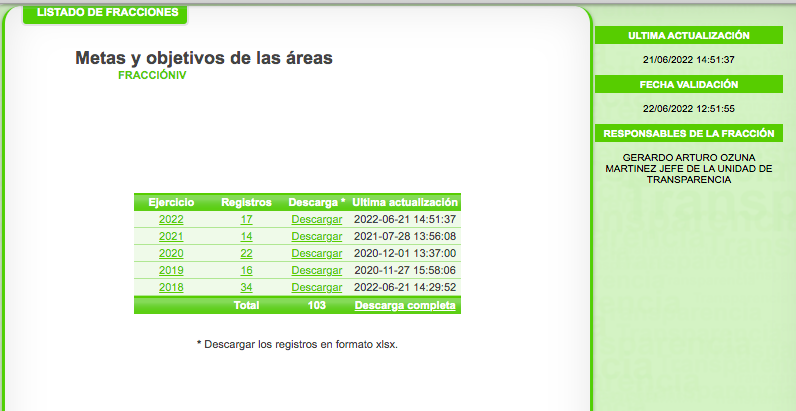 LISTADO DE FRACCIONES
Metas y objetivos de las áreas
FRACCIÓNIV
Ejercicio Registros Descarga * Ultima actualización
2022 17 Descargar 2022-06-21 14:51:37
2021 14 Descargar 2021-07-28 13:56:08
2020 22 Descargar 2020-12-01 13:37:00
2019 16 Descargar 2020-11-27 15:58:06
2018 34 Descargar 2022-06-21 14:29:52
Total 103 Descarga completa
* Descargar los registros en formato xlsx.
ULTIMA ACTUALIZACIÓN
21/06/2022 14:51:37
FECHA VALIDACIÓN
22/06/2022 12:51:55
RESPONSABLES DE LA FRACCIÓN
GERARDO ARTURO OZUNA
MARTINEZ JEFE DE LA UNIDAD DE
TRANSPARENCIA